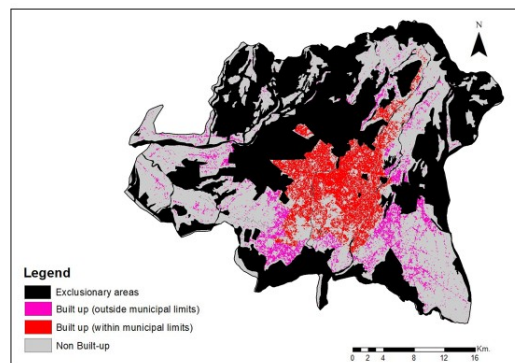 N
Legend
Exclusionary areas
Built up (outside municipal limits)
Built up (within municipal limits)
Non Built-up
Km.
0 2 4 8 12 16